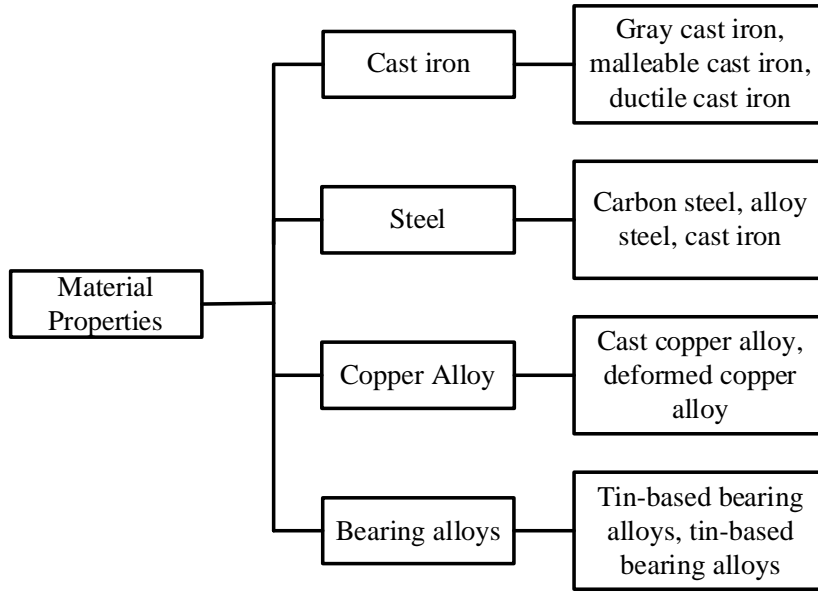 Material
Properties
Cast iron
Gray cast iron,
malleable cast iron,
ductile cast iron
Steel
Carbon steel, alloy
steel, cast iron
Copper Alloy
Cast copper alloy,
deformed copper
alloy
Bearing alloys
Tin-based bearing
alloys, tin-based
bearing alloys